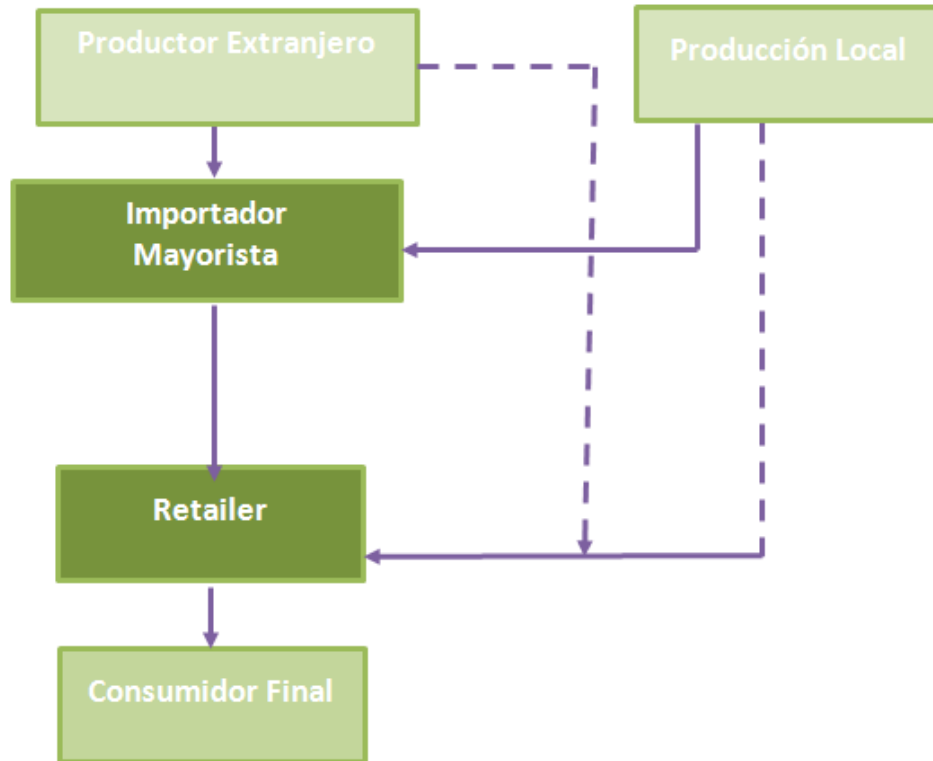 Productor Extranjero
Producción Local
Importador
Mayorista
Retailer
Consumidor Final